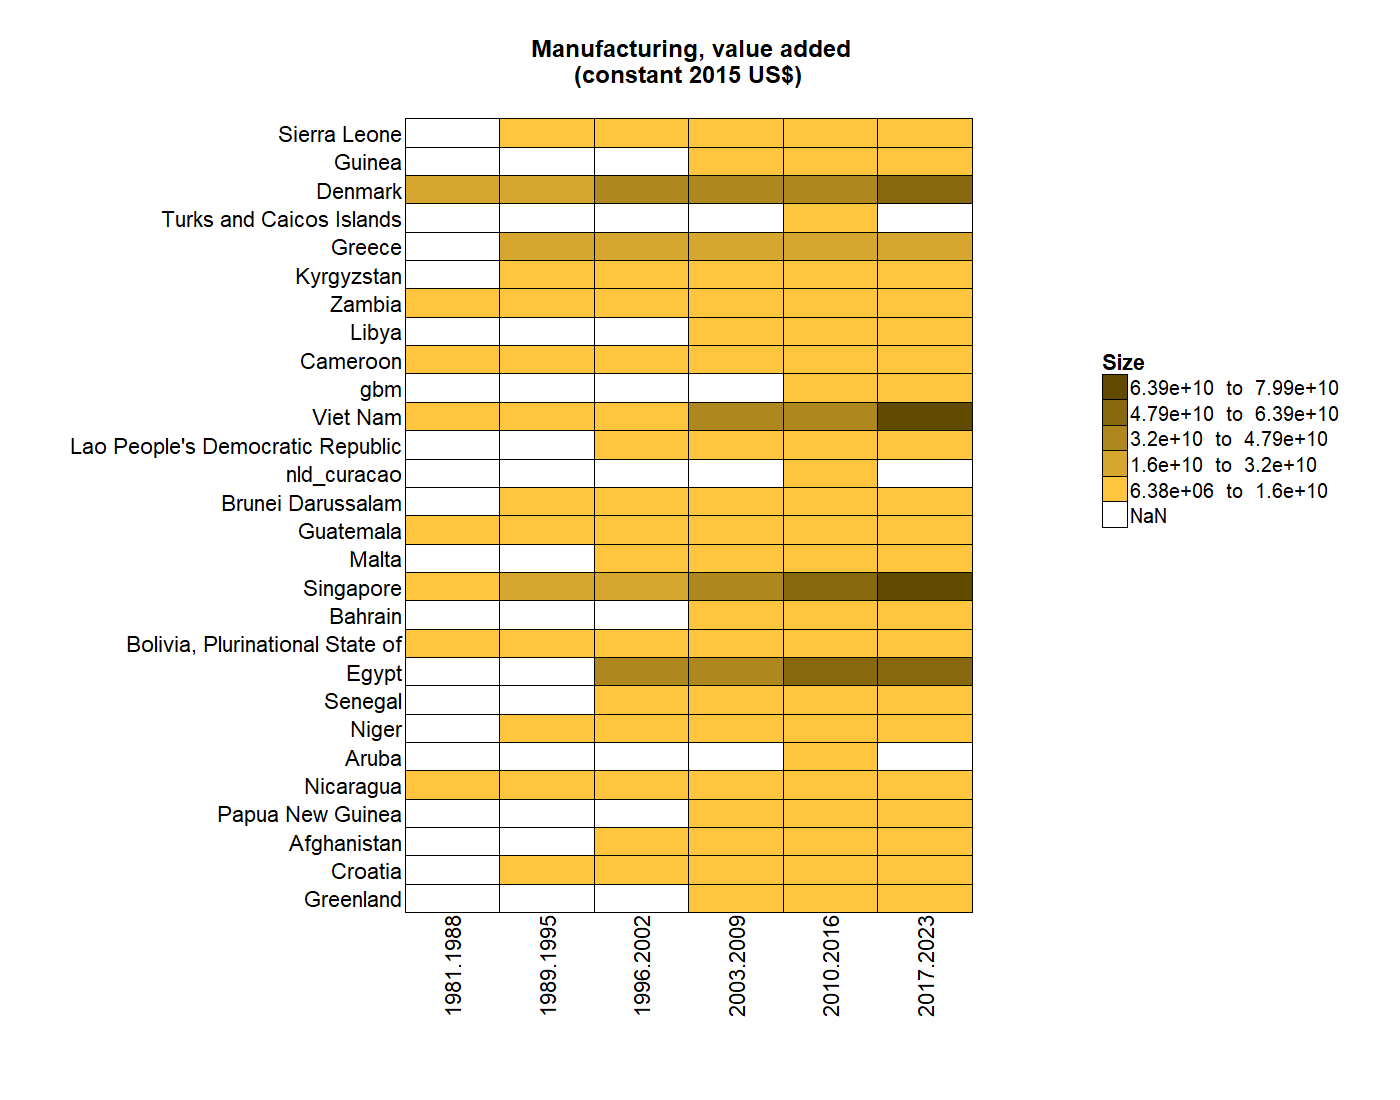 Manufacturing, value added
(constant 2015 US$)
Sierra Leone
Guinea
Denmark
Turks and Caicos Islands
Greece
Kyrgyzstan
Zambia
Libya
Cameroon
gbm
Viet Nam
Lao People's Democratic Republic
nld_curacao
Brunei Darussalam
Guatemala
Malta
Singapore
Bahrain
Bolivia, Plurinational State of
Egypt
Senegal
Niger
Aruba
Nicaragua
Papua New Guinea
Afghanistan
Croatia
Greenland
1981.1988
1989.1995
1996.2002
2003.2009
2010.2016
2017.2023
Size
6.39e+10 to 7.99e+10
4.79e+10 to 6.39e+10
3.2e+10 to 4.79e+10
1.6e+10 to 3.2e+10
6.38e+06 to 1.6e+10
NaN